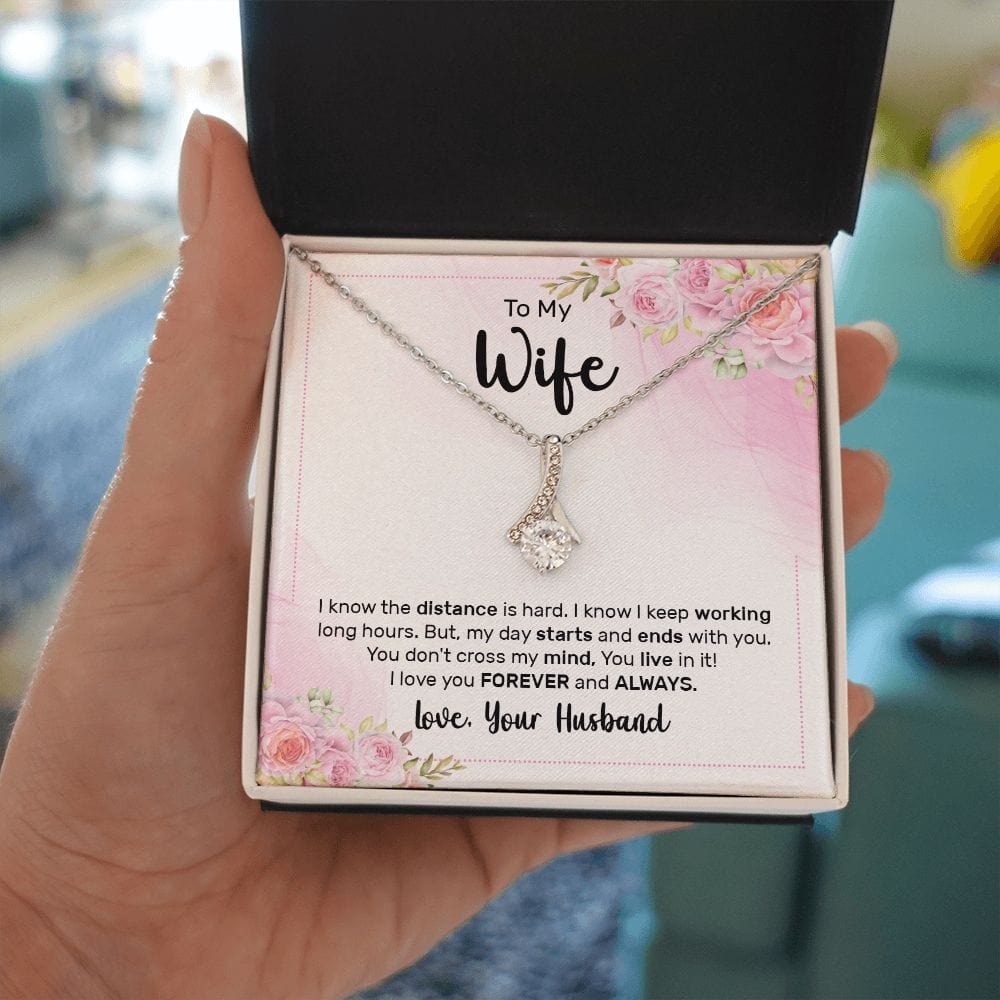 To My
Wife
I know the distance is hard. I know I keep working
long hours. But, my day starts and ends with you.
You don't cross my mind, You live in it!
I love you FOREVER and ALWAYS.
Love, Your Husband